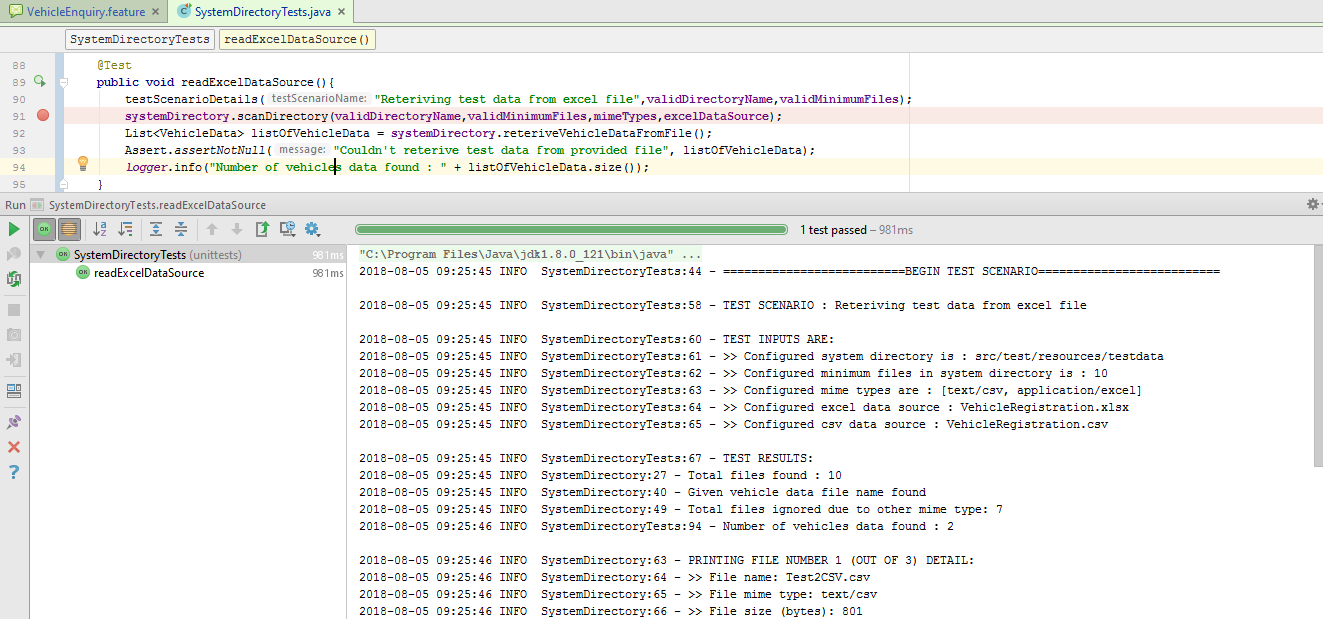 VehicleEnquiry.feature × SystemDirectoryTests.java ×
SystemDirectoryTests readExcelDataSource()
88 @Test
89 public void readExcelDataSource(){
90 testScenarioDetails( testScenarioName: "Reteriving test data from excel file",validDirectoryName,validMinimumFiles);
91 systemDirectory.scanDirectory(validDirectoryName,validMinimumFiles,mimeTypes,excelDataSource);
92 List<VehicleData> listOfVehicleData = systemDirectory.reteriveVehicleDataFromFile();
93 Assert.assertNotNull( message: "Couldn't reterive test data from provided file", listOfVehicleData);
94 logger.info("Number of vehicles data found : " + listOfVehicleData.size());
95 }
Run SystemDirectoryTests.readExcelDataSource
1 test passed – 981ms
SystemDirectoryTests (unittests) 981ms
readExcelDataSource 981ms
"C:\Program Files\Java\jdk1.8.0_121\bin\java" ...
2018-08-05 09:25:45 INFO  SystemDirectoryTests:44 - ==========================BEGIN TEST SCENARIO==========================
2018-08-05 09:25:45 INFO  SystemDirectoryTests:58 - TEST SCENARIO : Reteriving test data from excel file
2018-08-05 09:25:45 INFO  SystemDirectoryTests:60 - TEST INPUTS ARE:
2018-08-05 09:25:45 INFO  SystemDirectoryTests:61 - >> Configured system directory is : src/test/resources/testdata
2018-08-05 09:25:45 INFO  SystemDirectoryTests:62 - >> Configured minimum files in system directory is : 10
2018-08-05 09:25:45 INFO  SystemDirectoryTests:63 - >> Configured mime types are : [text/csv, application/excel]
2018-08-05 09:25:45 INFO  SystemDirectoryTests:64 - >> Configured excel data source : VehicleRegistration.xlsx
2018-08-05 09:25:45 INFO  SystemDirectoryTests:65 - >> Configured csv data source : VehicleRegistration.csv
2018-08-05 09:25:45 INFO  SystemDirectoryTests:67 - TEST RESULTS:
2018-08-05 09:25:45 INFO  SystemDirectory:27 - Total files found : 10
2018-08-05 09:25:45 INFO  SystemDirectory:40 - Given vehicle data file name found
2018-08-05 09:25:45 INFO  SystemDirectory:49 - Total files ignored due to other mime type: 7
2018-08-05 09:25:46 INFO  SystemDirectoryTests:94 - Number of vehicles data found : 2
2018-08-05 09:25:46 INFO  SystemDirectory:63 - PRINTING FILE NUMBER 1 (OUT OF 3) DETAIL:
2018-08-05 09:25:46 INFO  SystemDirectory:64 - >> File name: Test2CSV.csv
2018-08-05 09:25:46 INFO  SystemDirectory:65 - >> File mime type: text/csv
2018-08-05 09:25:46 INFO  SystemDirectory:66 - >> File size (bytes): 801